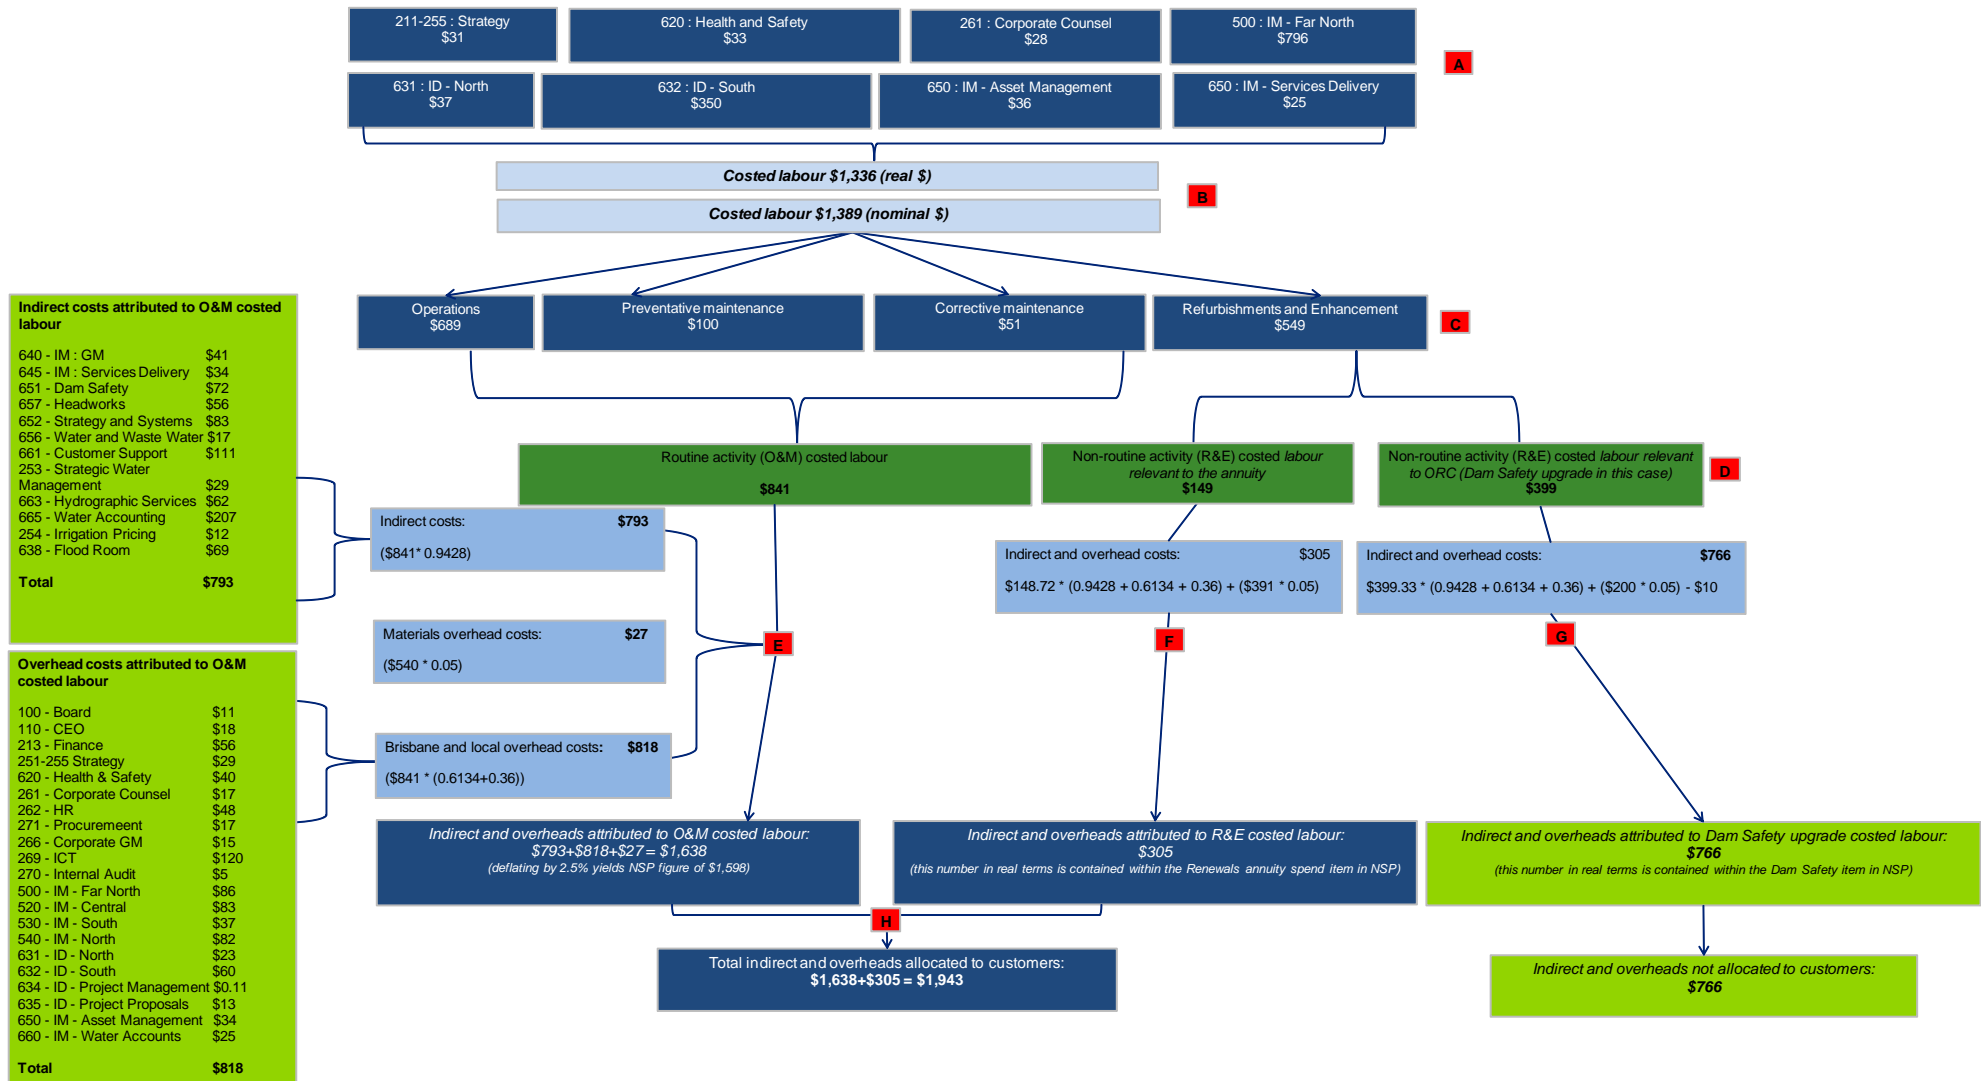 211-255 : Strategy
$31
620 : Health and Safety
$33
261 : Corporate Counsel
$28
500 : IM - Far North
$796
A
631 : ID - North
$37
632 : ID - South
$350
650 : IM - Asset Management
$36
650 : IM - Services Delivery
$25
Costed labour $1,336 (real $)
B
Costed labour $1,389 (nominal $)
Operations
$689
Preventative maintenance
$100
Corrective maintenance
$51
Refurbishments and Enhancement
$549
C
Indirect costs attributed to O&M costed
labour
640 - IM : GM $41
645 - IM : Services Delivery $34
651 - Dam Safety $72
657 - Headworks $56
652 - Strategy and Systems $83
656 - Water and Waste Water $17
661 - Customer Support $111
253 - Strategic Water
Management $29
663 - Hydrographic Services $62
665 - Water Accounting $207
254 - Irrigation Pricing $12
638 - Flood Room $69
Total $793
Routine activity (O&M) costed labour
$841
Non-routine activity (R&E) costed labour
relevant to the annuity
$149
Non-routine activity (R&E) costed labour relevant
to ORC (Dam Safety upgrade in this case)
$399
D
Indirect costs: $793
($841* 0.9428)
Indirect and overhead costs: $305
$148.72 * (0.9428 + 0.6134 + 0.36) + ($391 * 0.05)
Indirect and overhead costs: $766
$399.33 * (0.9428 + 0.6134 + 0.36) + ($200 * 0.05) - $10
Materials overhead costs: $27
($540 * 0.05)
E
F
G
Overhead costs attributed to O&M
costed labour
100 - Board $11
110 - CEO $18
213 - Finance $56
251-255 Strategy $29
620 - Health & Safety $40
261 - Corporate Counsel $17
262 - HR $48
271 - Procuremeent $17
266 - Corporate GM $15
269 - ICT $120
270 - Internal Audit $5
500 - IM - Far North $86
520 - IM - Central $83
530 - IM - South $37
540 - IM - North $82
631 - ID - North $23
632 - ID - South $60
634 - ID - Project Management $0.11
635 - ID - Project Proposals $13
650 - IM - Asset Management $34
660 - IM - Water Accounts $25
Total $818
Brisbane and local overhead costs: $818
($841 * (0.6134+0.36))
Indirect and overheads attributed to O&M costed labour:
$793+$818+$27 = $1,638
(deflating by 2.5% yields NSP figure of $1,598)
Indirect and overheads attributed to R&E costed labour:
$305
(this number in real terms is contained within the Renewals annuity spend item in NSP)
Indirect and overheads attributed to Dam Safety upgrade costed labour:
$766
(this number in real terms is contained within the Dam Safety item in NSP)
H
Total indirect and overheads allocated to customers:
$1,638+$305 = $1,943
Indirect and overheads not allocated to customers:
$766